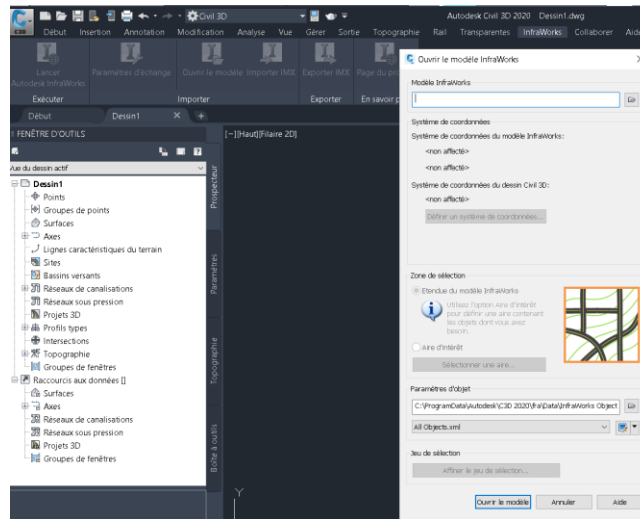 Civil 3D
Autodesk Civil 3D 2020 Dessin1.dwg
C3D
Début Insertion Annotation Modification Analyse Vue Gérer Sortie Topographie Rail Transparentes InfraWorks Collaborer Aide
Lancer
Autodesk InfraWorks
Paramètres d'échange
Ouvrir le modèle
Importer IMX
Exporter IMX
Exécuter
Importer
Exporter
En savoir p
Début
Dessin1
FENÊTRE D'OUTILS
Vue du dessin actif
Dessin1
Points
Groupes de points
Surfaces
Axes
Lignes caractéristiques du terrain
Sites
Bassins versants
Réseaux de canalisations
Réseaux sous pression
Projets 3D
Profils types
Intersections
Topographie
Groupes de fenêtres
Raccourcis aux données []
Surfaces
Axes
Réseaux de canalisations
Réseaux sous pression
Projets 3D
Groupes de fenêtres
Prospecteur
Paramètres
Topographie
Boîte à outils
[−][Haut][Filaire 2D]
Y
Ouvrir le modèle InfraWorks
Modèle InfraWorks
Système de coordonnées
Système de coordonnées du modèle InfraWorks:
<non affecté>
<non affecté>
Système de coordonnées du dessin Civil 3D:
<non affecté>
Définir un système de coordonnées...
Zone de sélection
Etendue du modèle InfraWorks
Utilisez l'option Aire d'intérêt
pour définir une aire contenant
les objets dont vous avez
besoin.
Aire d'intérêt
Sélectionner une aire...
Paramètres d'objet
C:\ProgramData\Autodesk\C3D 2020\fra\Data\InfraWorks Object
All Objects.xml
Jeu de sélection
Affiner le jeu de sélection...
Ouvrir le modèle
Annuler
Aide